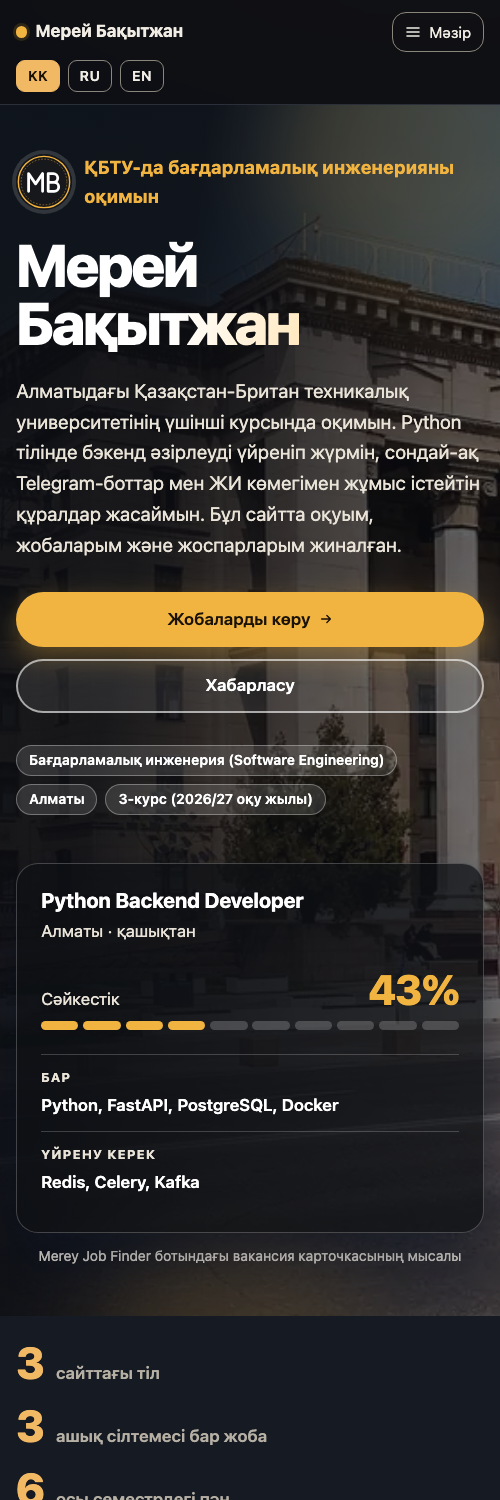 Мерей Бақытжан
Мәзір
KK
RU
EN
MB
ҚБТУ-да бағдарламалық инженерияны
оқимын
Мерей
Бақытжан
Алматыдағы Қазақстан-Британ техникалық
университетінің үшінші курсында оқимын. Python
тілінде бэкенд әзірлеуді үйреніп жүрмін, сондай-ақ
Telegram-боттар мен ЖИ көмегімен жұмыс істейтін
құралдар жасаймын. Бұл сайтта оқуым,
жобаларым және жоспарларым жиналған.
Жобаларды көру →
Хабарласу
Бағдарламалық инженерия (Software Engineering)
Алматы
3-курс (2026/27 оқу жылы)
Python Backend Developer
Алматы · қашықтан
Сәйкестік
43%
БАР
Python, FastAPI, PostgreSQL, Docker
ҮЙРЕНУ КЕРЕК
Redis, Celery, Kafka
Merey Job Finder ботындағы вакансия карточкасының мысалы
3 сайттағы тіл
3 ашық сілтемесі бар жоба
6 осы семестрдегі пән